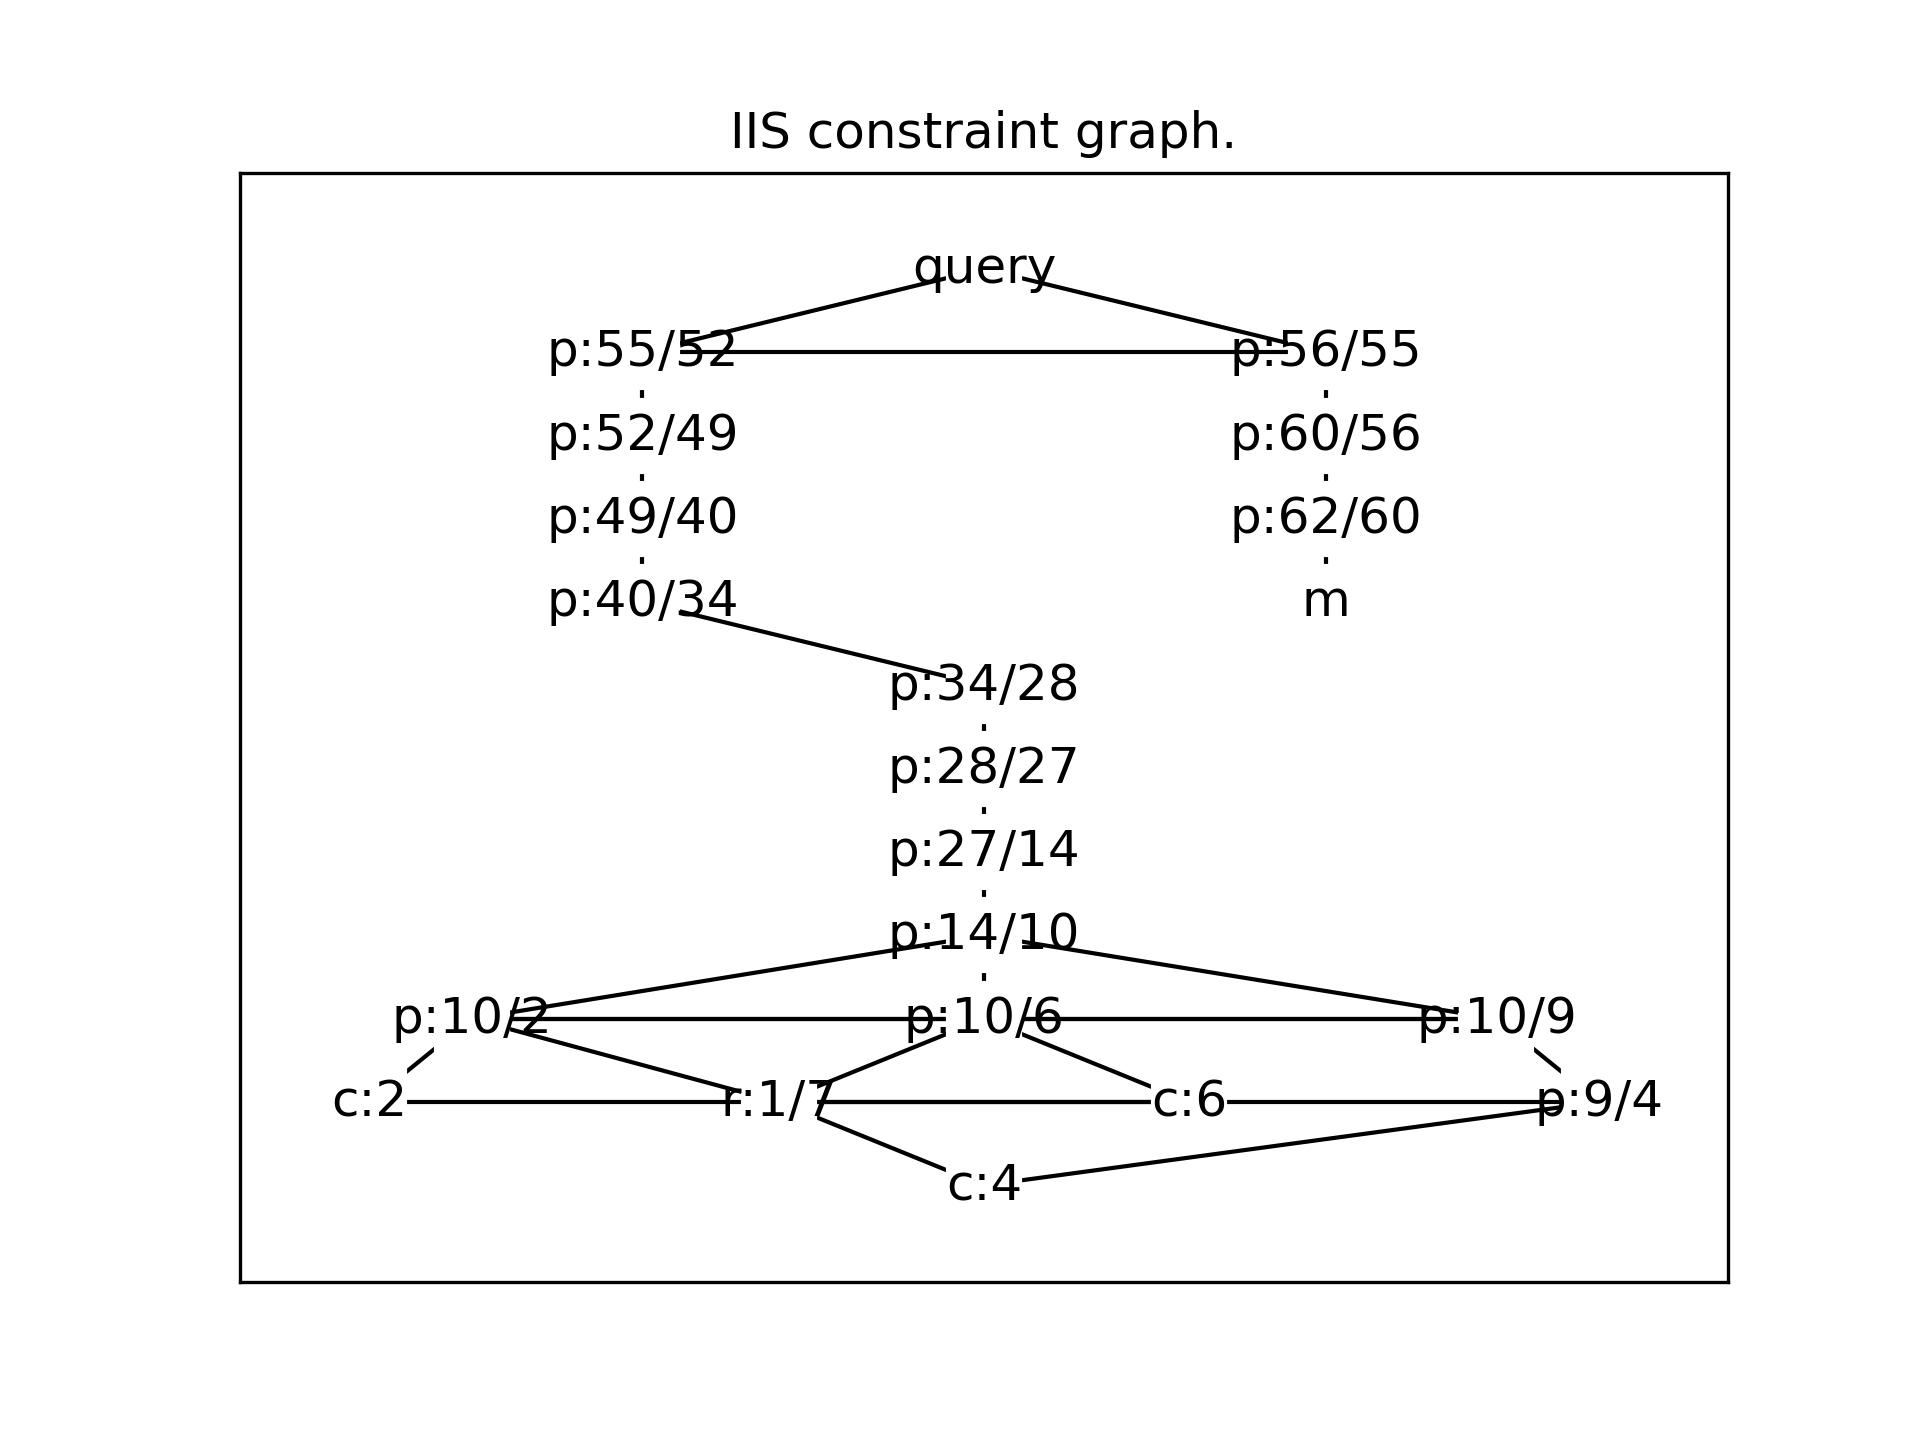 IIS constraint graph.
query
p:55/52 p:56/55
p:52/49 p:60/56
p:49/40 p:62/60
p:40/34 m
p:34/28
p:28/27
p:27/14
p:14/10
p:10/2 p:10/6 p:10/9
c:2 r:1/7 c:6 p:9/4
c:4